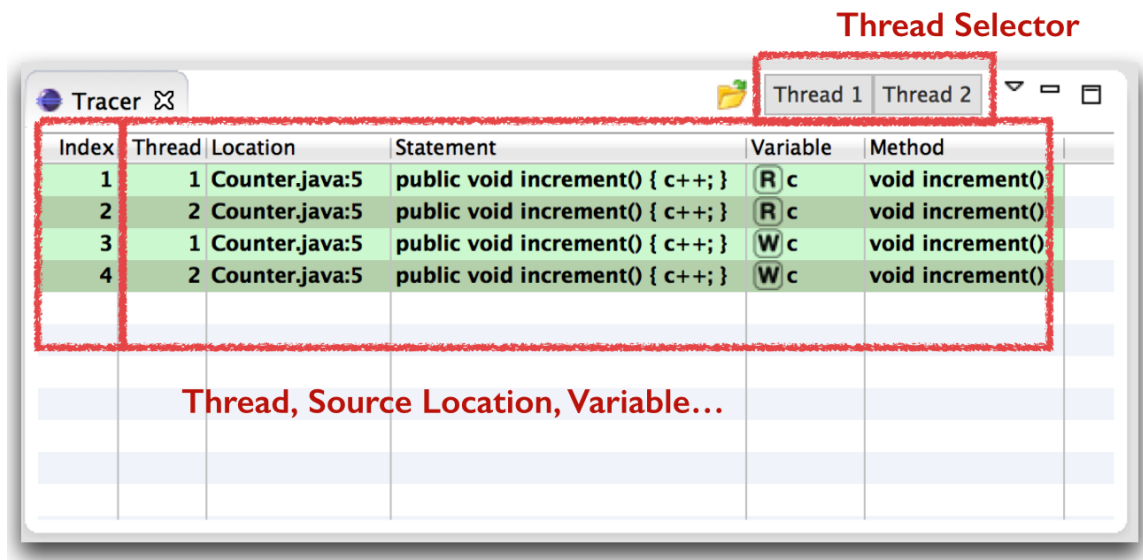 Thread Selector
Tracer
Thread 1 Thread 2
Index Thread Location Statement Variable Method
1 1 Counter.java:5 public void increment() { c++; } R c void increment()
2 2 Counter.java:5 public void increment() { c++; } R c void increment()
3 1 Counter.java:5 public void increment() { c++; } W c void increment()
4 2 Counter.java:5 public void increment() { c++; } W c void increment()
Thread, Source Location, Variable…